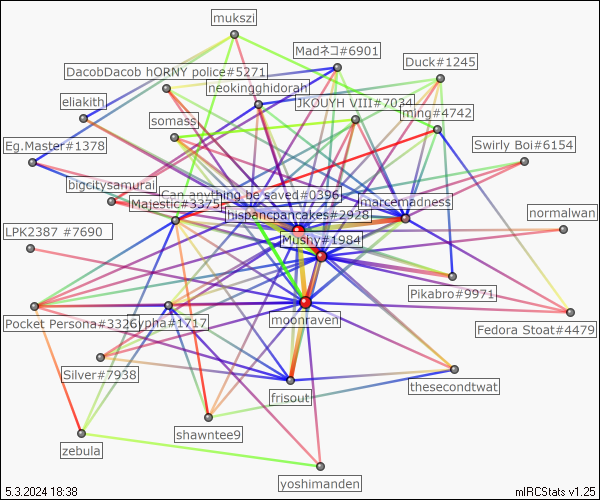 mukszi
Madネコ#6901
Duck#1245
DacobDacob hORNY police#5271
neokingghidorah
eliakith
JKOUYH VIII#7034
ming#4742
somass
Eg.Master#1378
Swirly Boi#6154
bigcitysamurai
Can anything be saved#0396
Majestic#3375
marcemadness
hispancpancakes#2928
normalwan
LPK2387 #7690
Mushy#1984
Pikabro#9971
Pocket Persona#3326
ypha#1717
moonraven
Fedora Stoat#4479
Silver#7938
thesecondtwat
frisout
shawntee9
zebula
yoshimanden
5.3.2024 18:38
mIRCStats v1.25